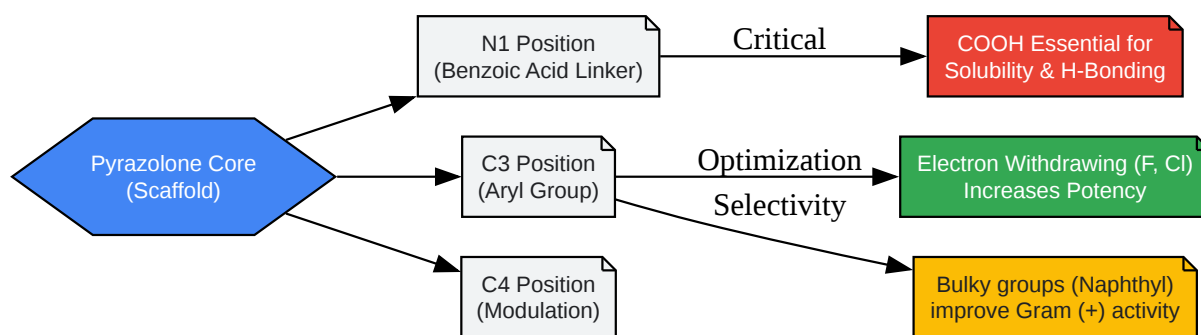 N1 Position
(Benzoic Acid Linker)
Critical
COOH Essential for
Solubility & H-Bonding
Pyrazolone Core
(Scaffold)
C3 Position
(Aryl Group)
Optimization
Selectivity
Electron Withdrawing (F, Cl)
Increases Potency
C4 Position
(Modulation)
Bulky groups (Naphthyl)
improve Gram (+) activity